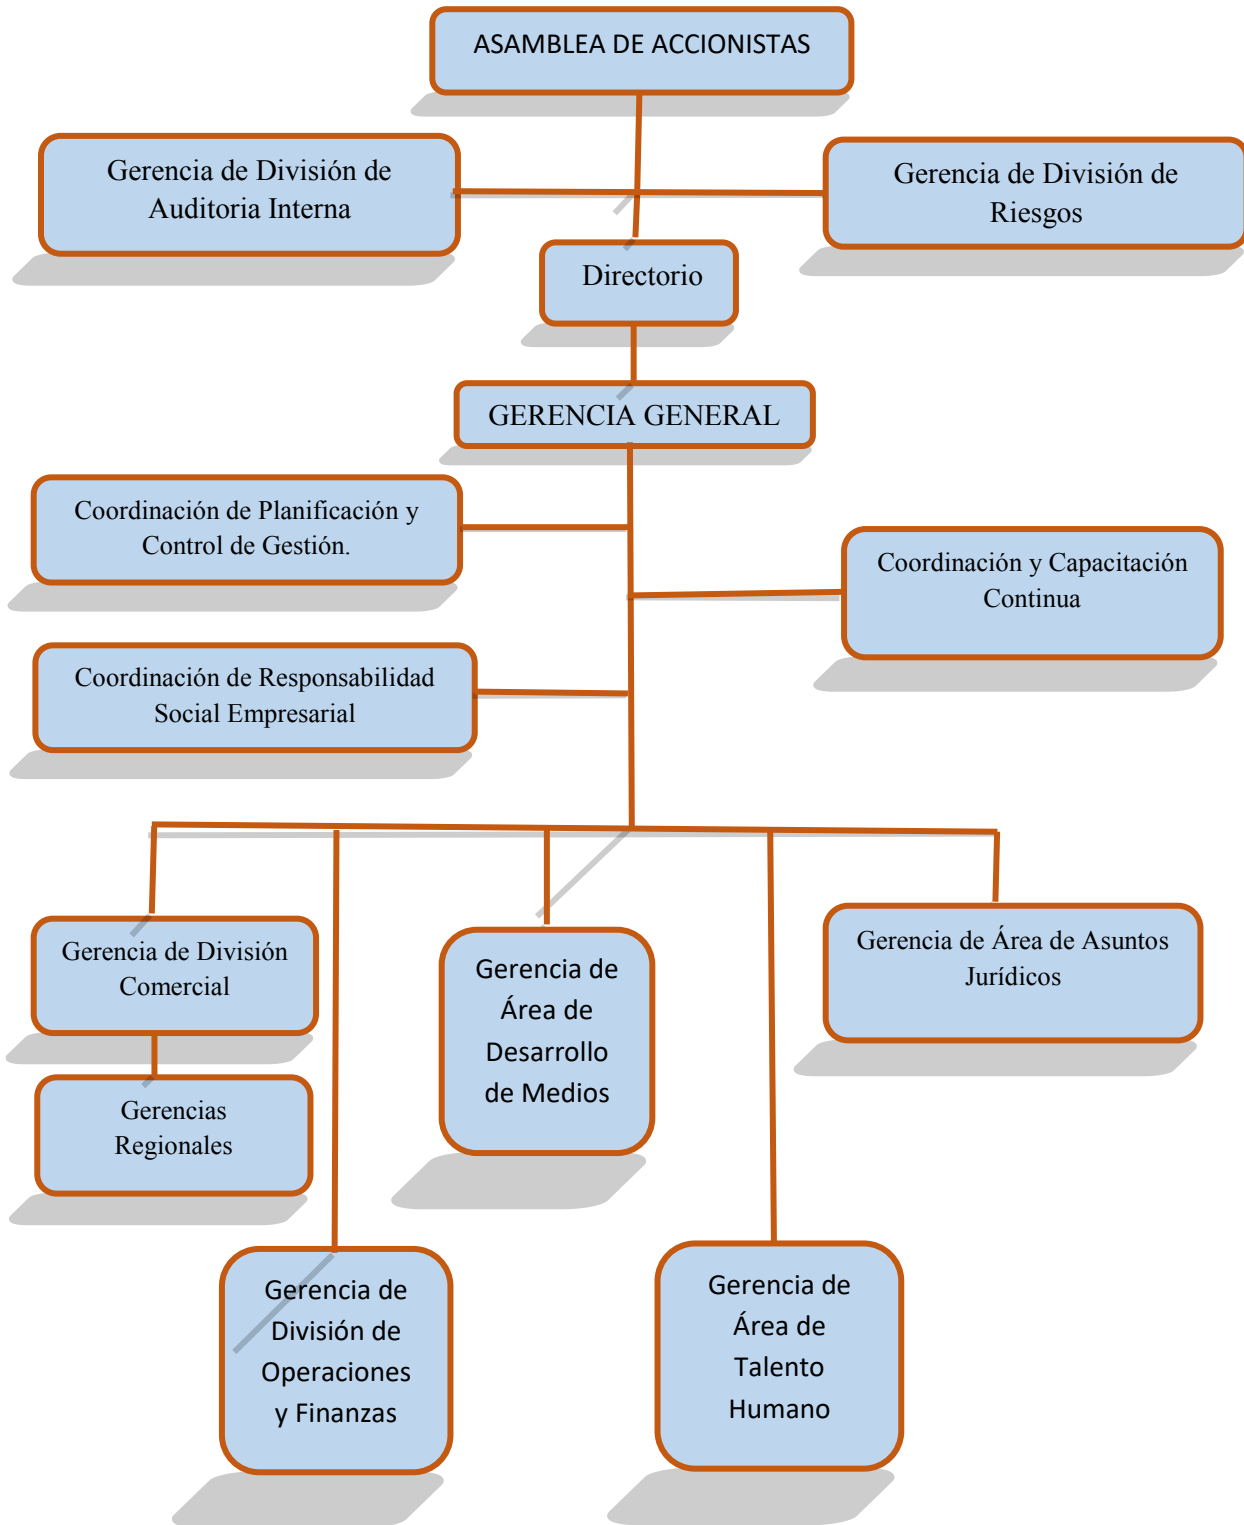 ASAMBLEA DE ACCIONISTAS
Gerencia de División de
Auditoria Interna
Gerencia de División de
Riesgos
Directorio
GERENCIA GENERAL
Coordinación de Planificación y
Control de Gestión.
Coordinación y Capacitación
Continua
Coordinación de Responsabilidad
Social Empresarial
Gerencia de División
Comercial
Gerencia de
Área de
Desarrollo
de Medios
Gerencia de Área de Asuntos
Jurídicos
Gerencias
Regionales
Gerencia de
División de
Operaciones
y Finanzas
Gerencia de
Área de
Talento
Humano